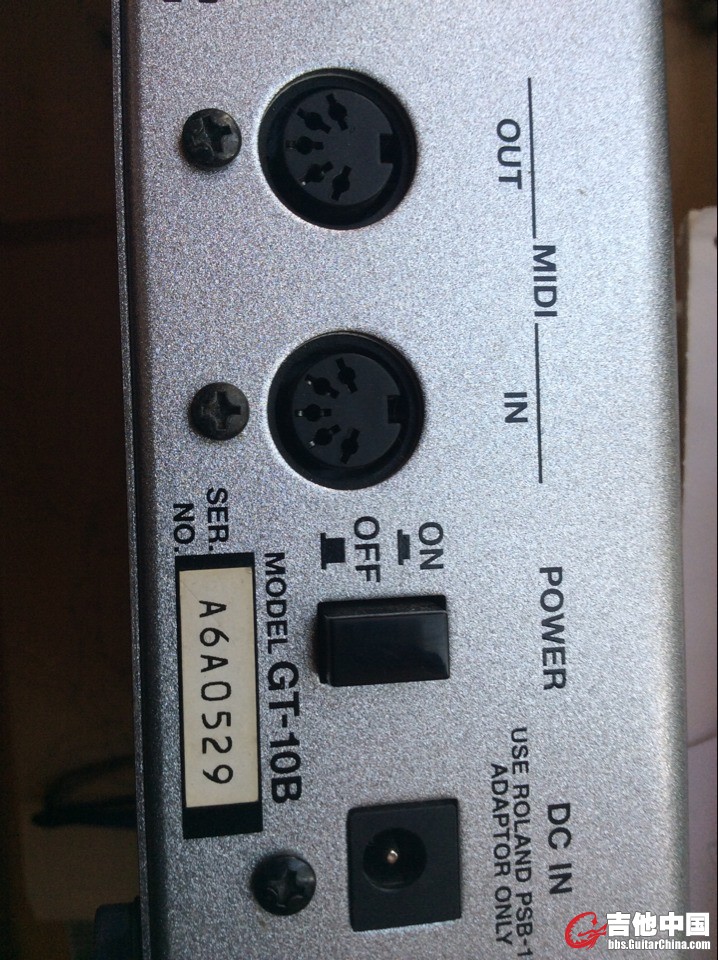 MIDI
OUT
IN
POWER
ON
OFF
DC IN
USE ROLAND PSB-1
ADAPTOR ONLY
MODEL GT-10B
SER.
NO.
A6A0529
吉他中国
bbs.GuitarChina.com